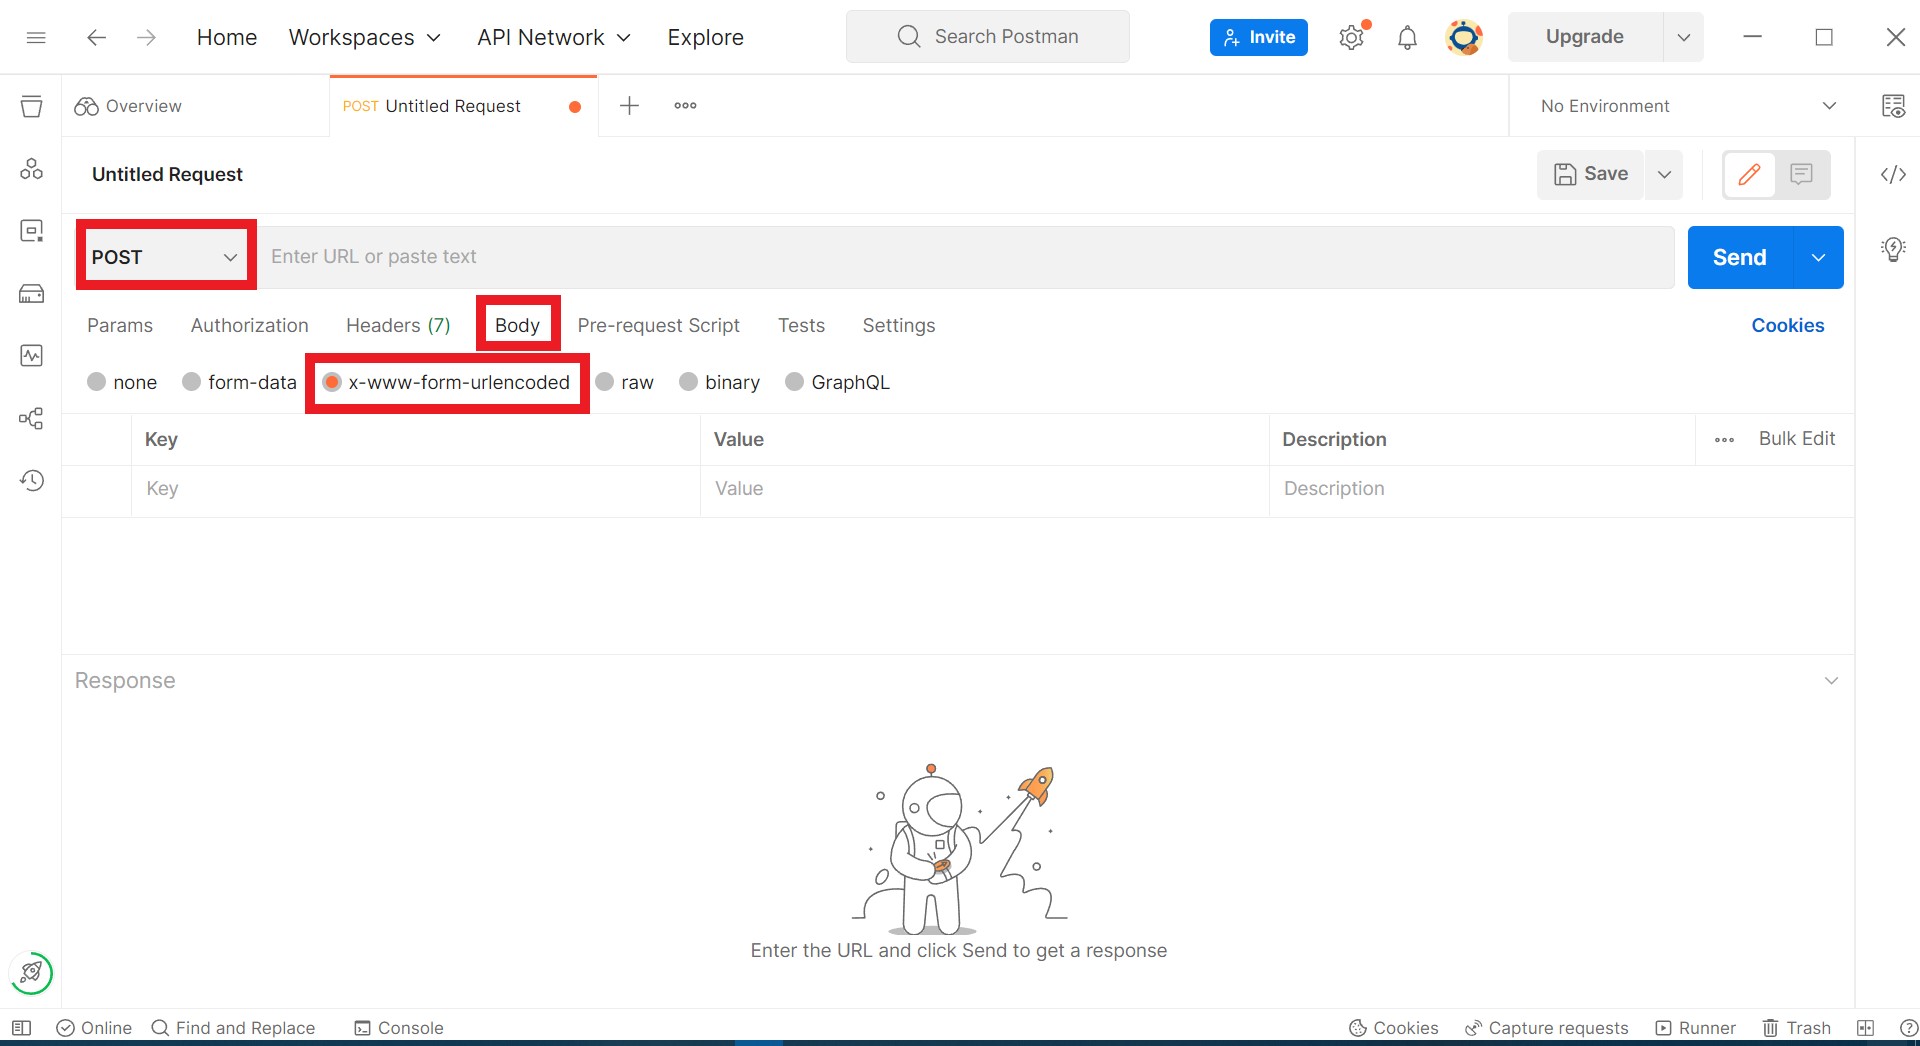 Home Workspaces API Network Explore Search Postman Invite Upgrade
Overview POST Untitled Request No Environment
Untitled Request Save
POST Enter URL or paste text Send
Params Authorization Headers (7) Body Pre-request Script Tests Settings Cookies
none form-data x-www-form-urlencoded raw binary GraphQL
Key Value Description Bulk Edit
Key Value Description
Response
Enter the URL and click Send to get a response
Online Find and Replace Console Cookies Capture requests Runner Trash